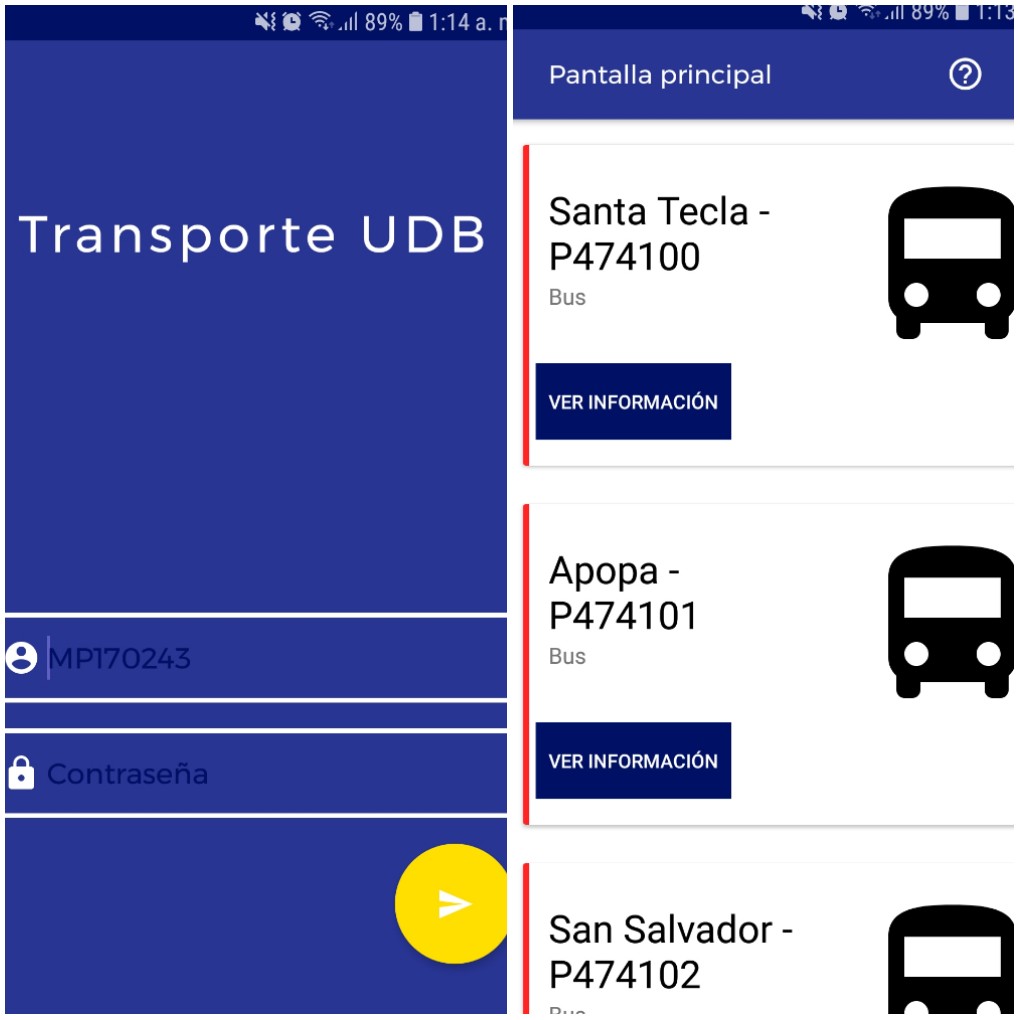 89% 1:14 a. m
Transporte UDB
MP170243
Contraseña
89% 1:13
Pantalla principal
Santa Tecla -
P474100
Bus
VER INFORMACIÓN
Apopa -
P474101
Bus
VER INFORMACIÓN
San Salvador -
P474102
Bus